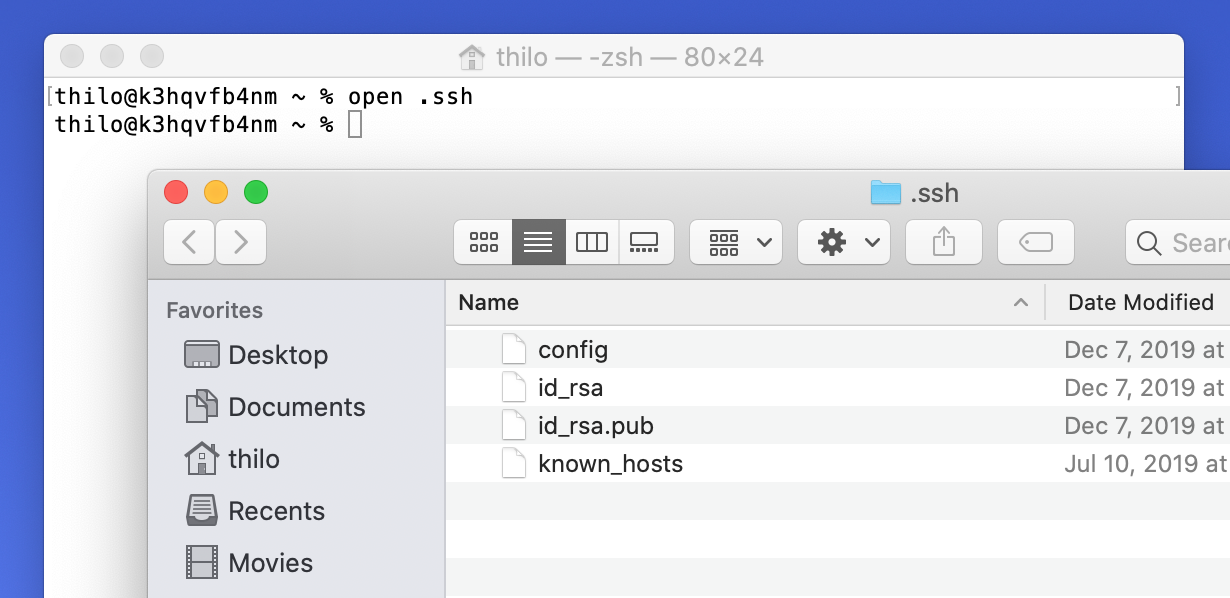 thilo — -zsh — 80×24
[thilo@k3hqvfb4nm ~ % open .ssh ]
thilo@k3hqvfb4nm ~ %
.ssh
Favorites
Desktop
Documents
thilo
Recents
Movies
Name
Date Modified
config
Dec 7, 2019 at
id_rsa
Dec 7, 2019 at
id_rsa.pub
Dec 7, 2019 at
known_hosts
Jul 10, 2019 at